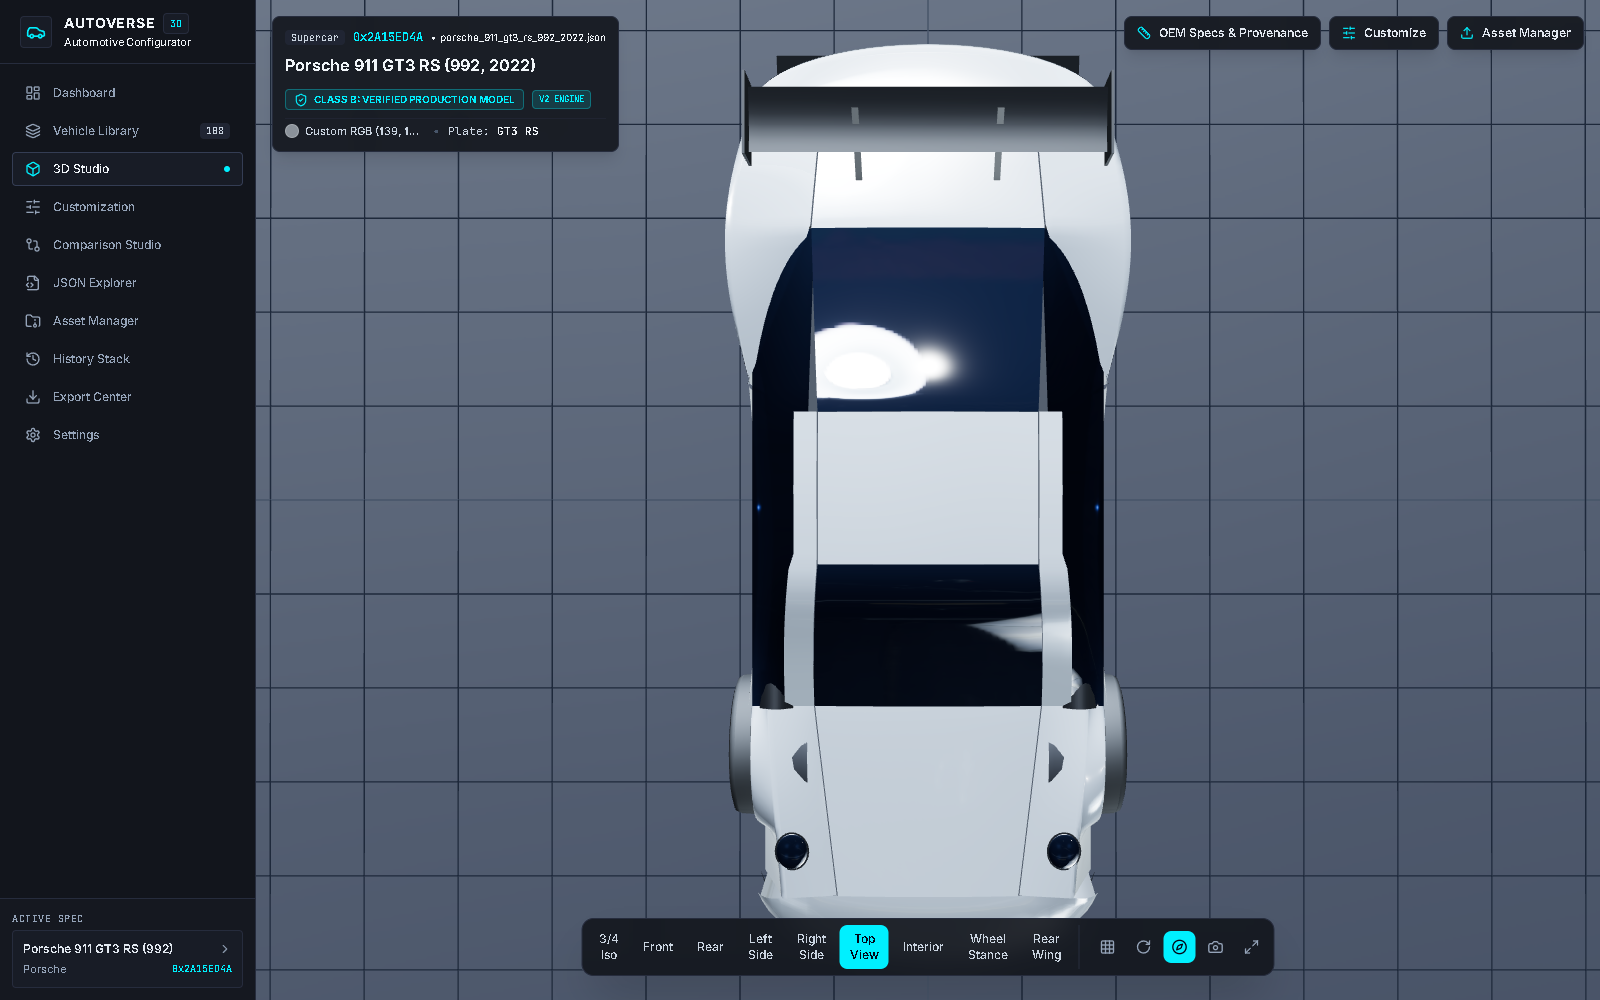 AUTOVERSE 3D
Automotive Configurator
Dashboard
Vehicle Library 188
3D Studio
Customization
Comparison Studio
JSON Explorer
Asset Manager
History Stack
Export Center
Settings
ACTIVE SPEC
Porsche 911 GT3 RS (992)
Porsche 0x2A15ED4A
Supercar 0x2A15ED4A • porsche_911_gt3_rs_992_2022.json
Porsche 911 GT3 RS (992, 2022)
CLASS B: VERIFIED PRODUCTION MODEL V2 ENGINE
Custom RGB (139, 1... • Plate: GT3 RS
OEM Specs & Provenance
Customize
Asset Manager
3/4 Iso
Front
Rear
Left Side
Right Side
Top View
Interior
Wheel Stance
Rear Wing